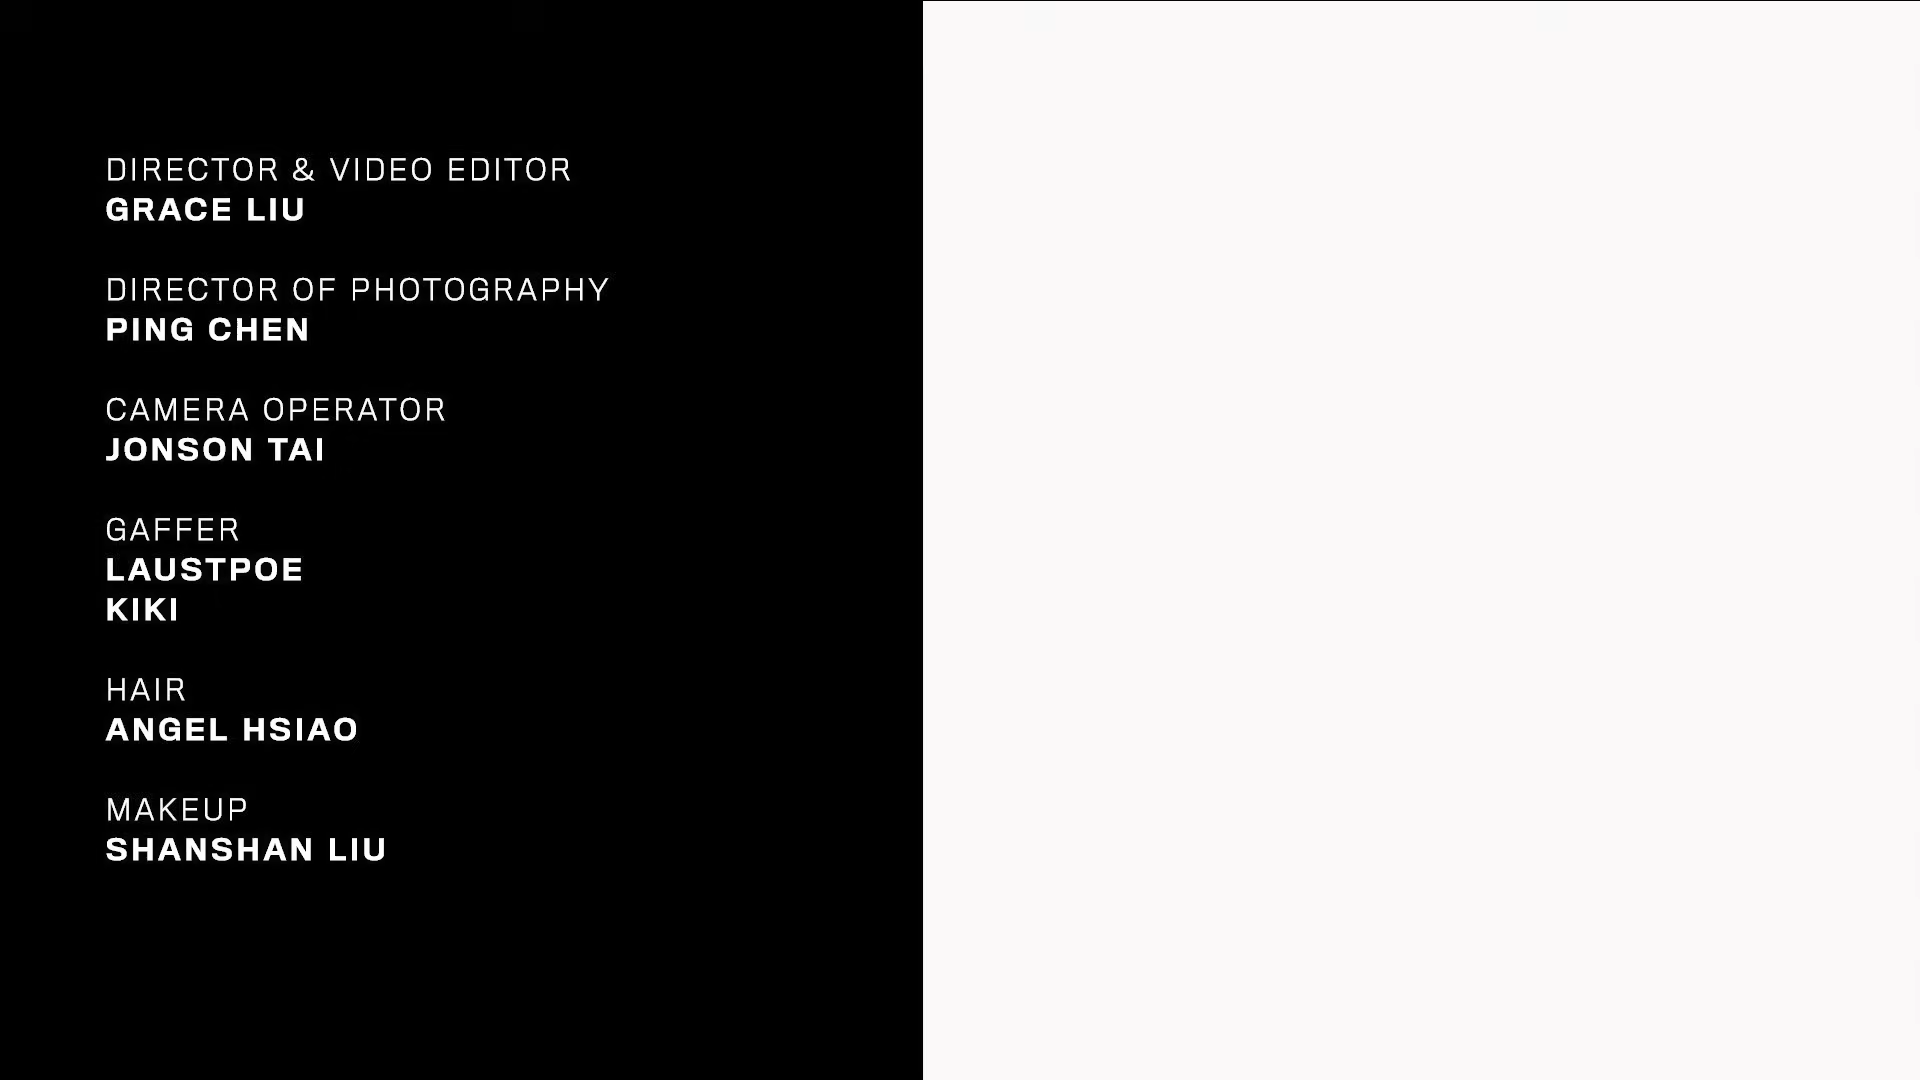 DIRECTOR & VIDEO EDITOR
GRACE LIU
DIRECTOR OF PHOTOGRAPHY
PING CHEN
CAMERA OPERATOR
JONSON TAI
GAFFER
LAUSTPOE
KIKI
HAIR
ANGEL HSIAO
MAKEUP
SHANSHAN LIU